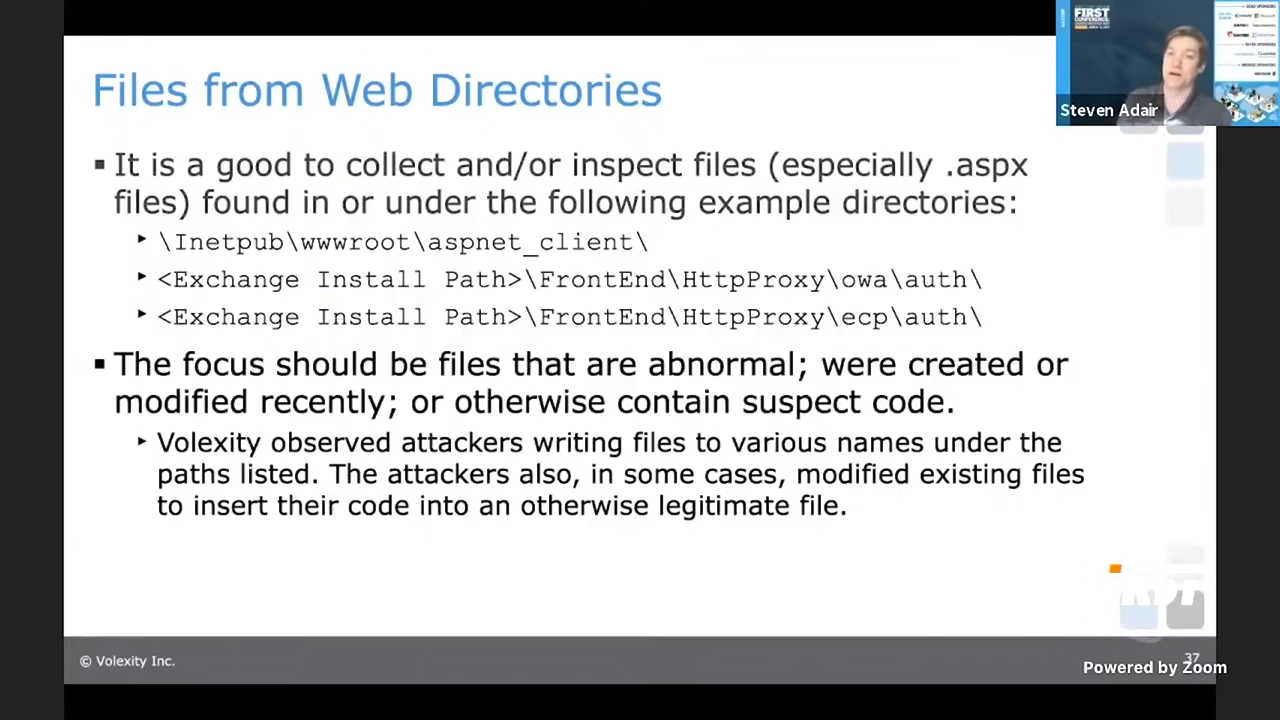 Files from Web Directories
▪ It is a good to collect and/or inspect files (especially .aspx
files) found in or under the following example directories:
‣ \Inetpub\wwwroot\aspnet_client\
‣ <Exchange Install Path>\FrontEnd\HttpProxy\owa\auth\
‣ <Exchange Install Path>\FrontEnd\HttpProxy\ecp\auth\
▪ The focus should be files that are abnormal; were created or
modified recently; or otherwise contain suspect code.
‣ Volexity observed attackers writing files to various names under the
paths listed. The attackers also, in some cases, modified existing files
to insert their code into an otherwise legitimate file.
© Volexity Inc.
37
Powered by Zoom
FIRST
CONFERENCE
Steven Adair